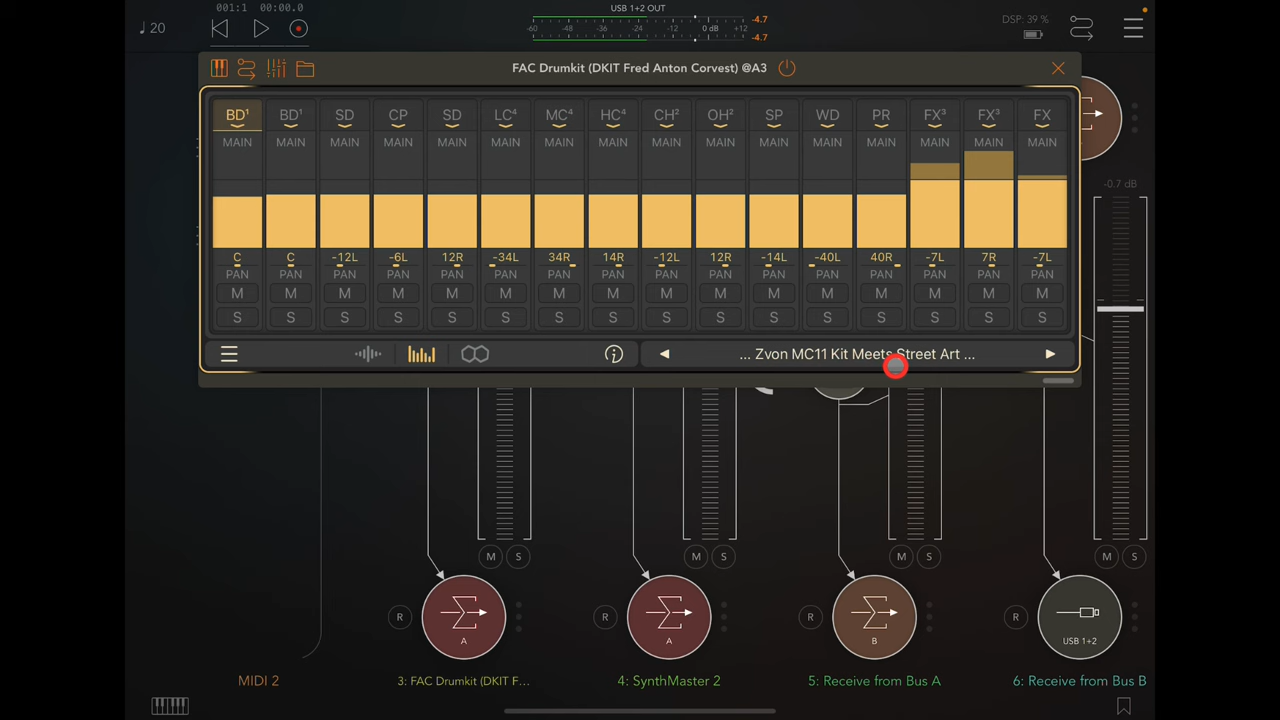 001:1 00:00.0
♩ 20
USB 1+2 OUT
-60 -48 -36 -24 -12 0 dB +12
-4.7
-4.7
DSP: 39 %
FAC Drumkit (DKIT Fred Anton Corvest) @A3
BD¹ BD¹ SD CP SD LC⁴ MC⁴ HC⁴ CH² OH² SP WD PR FX³ FX³ FX
MAIN MAIN MAIN MAIN MAIN MAIN MAIN MAIN MAIN MAIN MAIN MAIN MAIN MAIN MAIN MAIN
C C -12L -6L 12R -34L 34R 14R -12L 12R -14L -40L 40R -7L 7R -7L
PAN PAN PAN PAN PAN PAN PAN PAN PAN PAN PAN PAN PAN PAN PAN PAN
M M M M M M M M M M M M M M M M
S S S S S S S S S S S S S S S S
... Zvon MC11 Kit Meets Street Art ...
-0.7 dB
M S M S M S M S
R A R A R B R USB 1+2
MIDI 2
3: FAC Drumkit (DKIT F...
4: SynthMaster 2
5: Receive from Bus A
6: Receive from Bus B